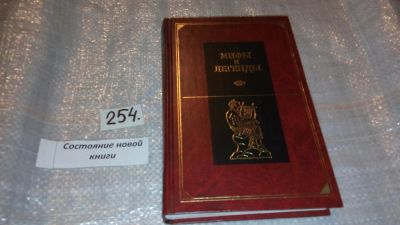 МИФЫ
И
ЛЕГЕНДЫ
254.
Состояние новой
книги